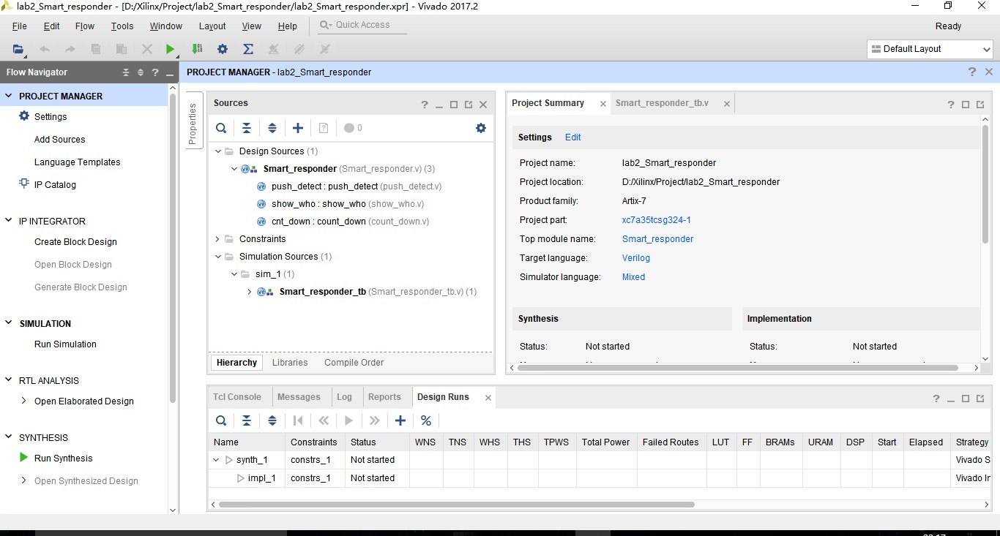 lab2_Smart_responder - [D:/Xilinx/Project/lab2_Smart_responder/lab2_Smart_responder.xpr] - Vivado 2017.2
File Edit Flow Tools Window Layout View Help Quick Access Ready
Default Layout
Flow Navigator
PROJECT MANAGER
Settings
Add Sources
Language Templates
IP Catalog
IP INTEGRATOR
Create Block Design
Open Block Design
Generate Block Design
SIMULATION
Run Simulation
RTL ANALYSIS
Open Elaborated Design
SYNTHESIS
Run Synthesis
Open Synthesized Design
PROJECT MANAGER - lab2_Smart_responder
Properties
Sources
0
Design Sources (1)
Smart_responder (Smart_responder.v) (3)
push_detect : push_detect (push_detect.v)
show_who : show_who (show_who.v)
cnt_down : count_down (count_down.v)
Constraints
Simulation Sources (1)
sim_1 (1)
Smart_responder_tb (Smart_responder_tb.v) (1)
Hierarchy Libraries Compile Order
Project Summary Smart_responder_tb.v
Settings Edit
Project name: lab2_Smart_responder
Project location: D:/Xilinx/Project/lab2_Smart_responder
Product family: Artix-7
Project part: xc7a35tcsg324-1
Top module name: Smart_responder
Target language: Verilog
Simulator language: Mixed
Synthesis Implementation
Status: Not started Status: Not started
Tcl Console Messages Log Reports Design Runs
Name Constraints Status WNS TNS WHS THS TPWS Total Power Failed Routes LUT FF BRAMs URAM DSP Start Elapsed Strategy
synth_1 constrs_1 Not started Vivado S
impl_1 constrs_1 Not started Vivado